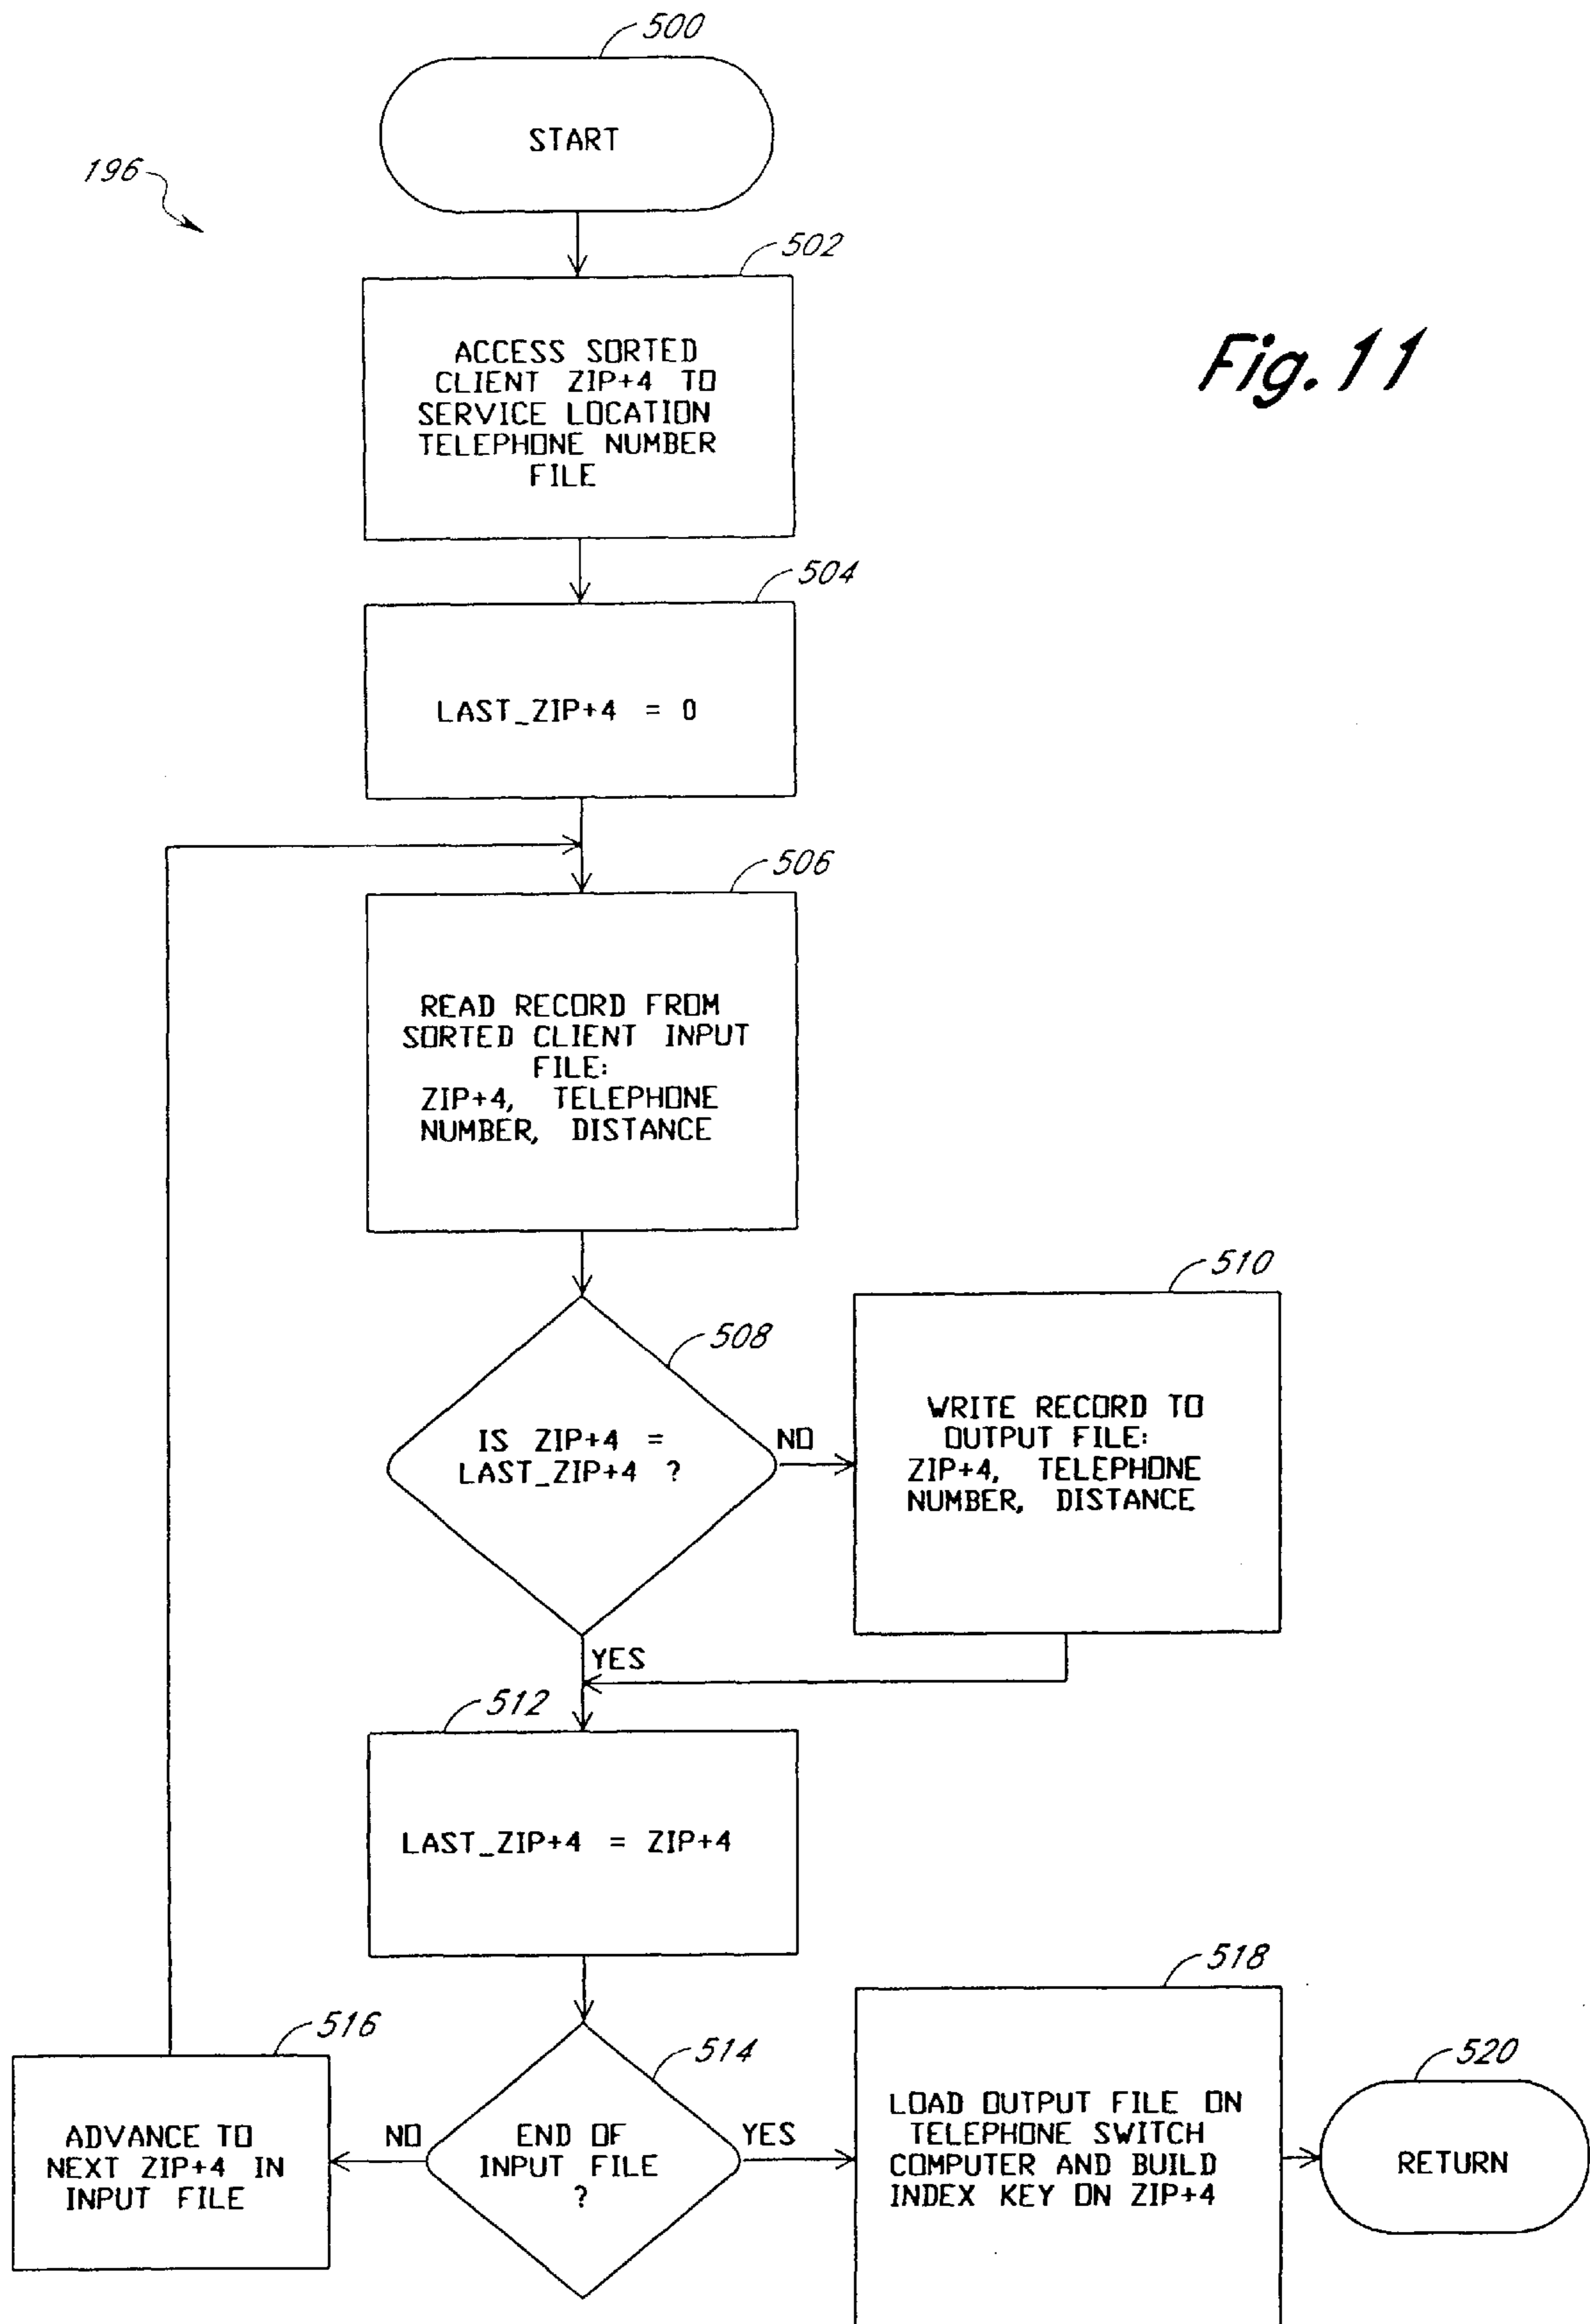 500
START
196
502
ACCESS SORTED
CLIENT ZIP+4 TO
SERVICE LOCATION
TELEPHONE NUMBER
FILE
Fig. 11
504
LAST_ZIP+4 = 0
506
READ RECORD FROM
SORTED CLIENT INPUT
FILE:
ZIP+4, TELEPHONE
NUMBER, DISTANCE
508
IS ZIP+4 =
LAST_ZIP+4 ?
NO
YES
510
WRITE RECORD TO
OUTPUT FILE:
ZIP+4, TELEPHONE
NUMBER, DISTANCE
512
LAST_ZIP+4 = ZIP+4
514
END OF
INPUT FILE
?
NO
YES
516
ADVANCE TO
NEXT ZIP+4 IN
INPUT FILE
518
LOAD OUTPUT FILE ON
TELEPHONE SWITCH
COMPUTER AND BUILD
INDEX KEY ON ZIP+4
520
RETURN